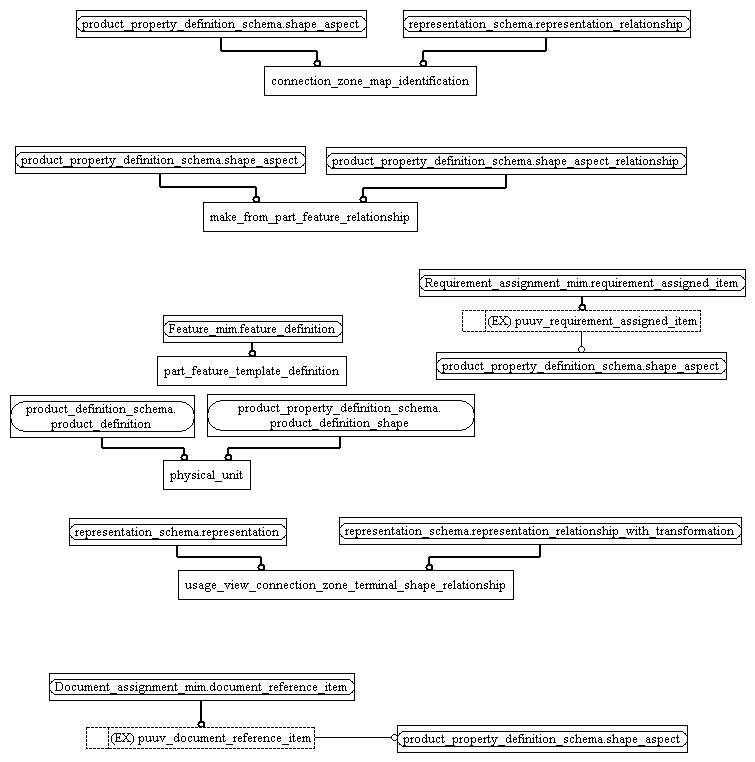 product_property_definition_schema.shape_aspect
representation_schema.representation_relationship
connection_zone_map_identification
product_property_definition_schema.shape_aspect
product_property_definition_schema.shape_aspect_relationship
make_from_part_feature_relationship
Requirement_assignment_mim.requirement_assigned_item
(EX) puuv_requirement_assigned_item
product_property_definition_schema.shape_aspect
Feature_mim.feature_definition
part_feature_template_definition
product_definition_schema.
product_definition
product_property_definition_schema.
product_definition_shape
physical_unit
representation_schema.representation
representation_schema.representation_relationship_with_transformation
usage_view_connection_zone_terminal_shape_relationship
Document_assignment_mim.document_reference_item
(EX) puuv_document_reference_item
product_property_definition_schema.shape_aspect